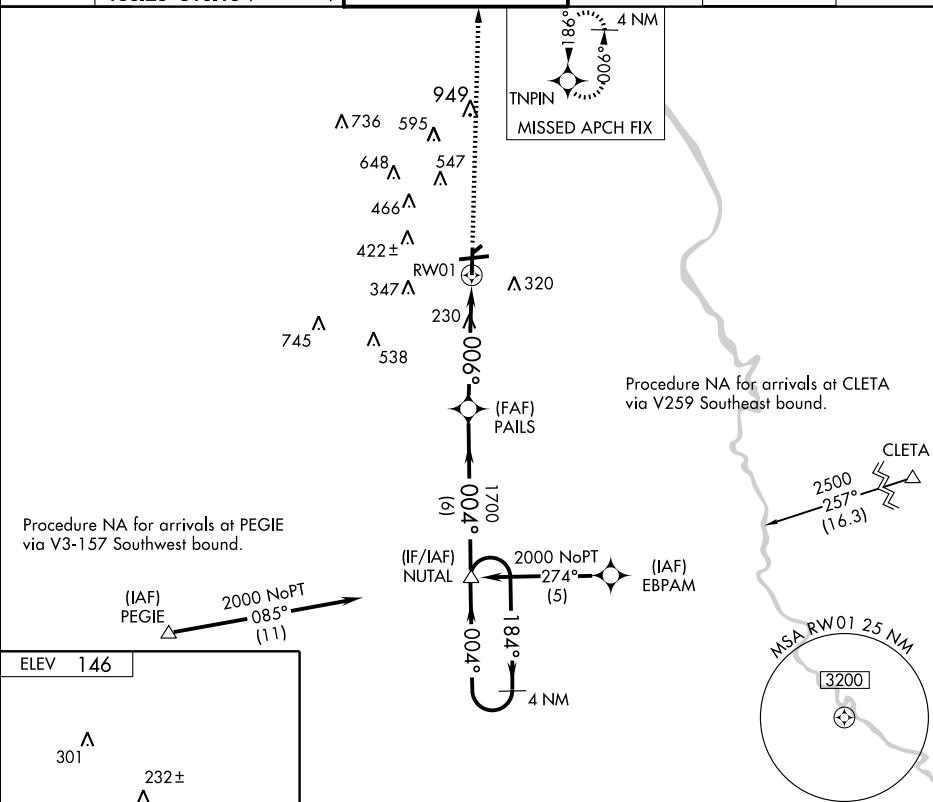 4 NM
186°
006°
TNPIN
MISSED APCH FIX
949
736
595
648
547
466
422±
RW01
347
320
230
745
538
006°
(FAF)
PAILS
Procedure NA for arrivals at CLETA
via V259 Southeast bound.
CLETA
2500
257°
(16.3)
1700
004°
(6)
Procedure NA for arrivals at PEGIE
via V3-157 Southwest bound.
(IF/IAF)
NUTAL
2000 NoPT
274°
(5)
(IAF)
EBPAM
(IAF)
PEGIE
2000 NoPT
085°
(11)
004°
184°
4 NM
MSA RW01 25 NM
3200
ELEV 146
301
232±